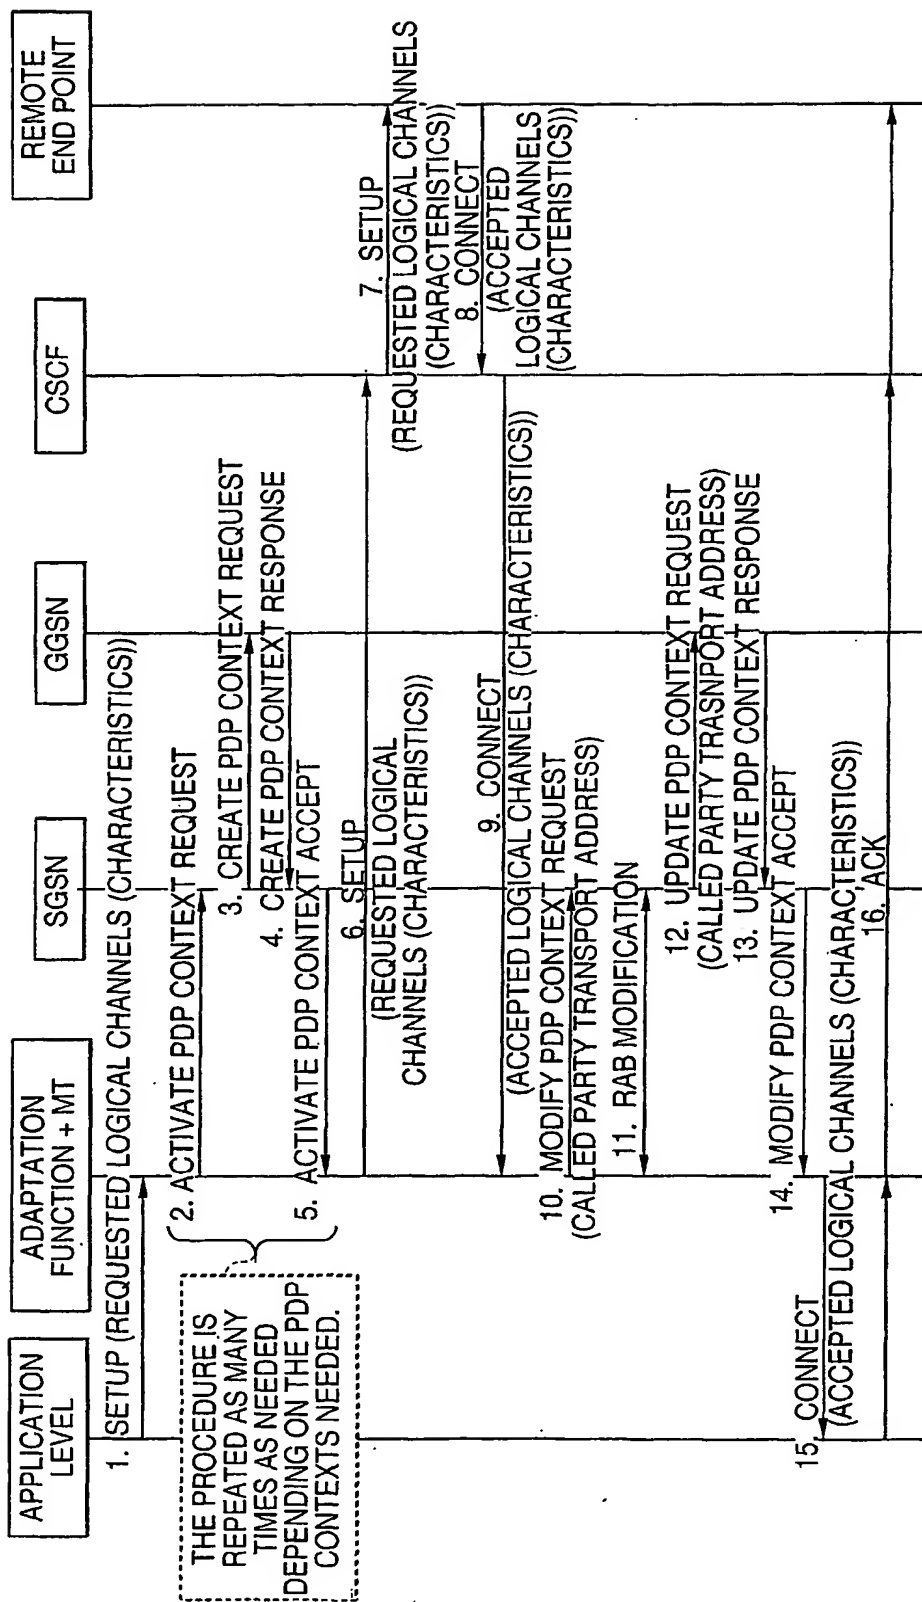 APPLICATION
LEVEL
ADAPTATION
FUNCTION + MT
SGSN
GGSN
CSCF
REMOTE
END POINT
1. SETUP (REQUESTED LOGICAL CHANNELS (CHARACTERISTICS))
2. ACTIVATE PDP CONTEXT REQUEST
3. CREATE PDP CONTEXT REQUEST
4. CREATE PDP CONTEXT RESPONSE
5. ACTIVATE PDP CONTEXT ACCEPT
THE PROCEDURE IS
REPEATED AS MANY
TIMES AS NEEDED
DEPENDING ON THE PDP
CONTEXTS NEEDED.
6. SETUP
(REQUESTED LOGICAL
CHANNELS (CHARACTERISTICS))
7. SETUP
(REQUESTED LOGICAL CHANNELS
(CHARACTERISTICS))
8. CONNECT
(ACCEPTED
LOGICAL CHANNELS
(CHARACTERISTICS))
9. CONNECT
(ACCEPTED LOGICAL CHANNELS (CHARACTERISTICS))
10. MODIFY PDP CONTEXT REQUEST
(CALLED PARTY TRANSPORT ADDRESS)
11. RAB MODIFICATION
12. UPDATE PDP CONTEXT REQUEST
(CALLED PARTY TRASNPORT ADDRESS)
13. UPDATE PDP CONTEXT RESPONSE
14. MODIFY PDP CONTEXT ACCEPT
15. CONNECT
(ACCEPTED LOGICAL CHANNELS (CHARACTERISTICS))
16. ACK